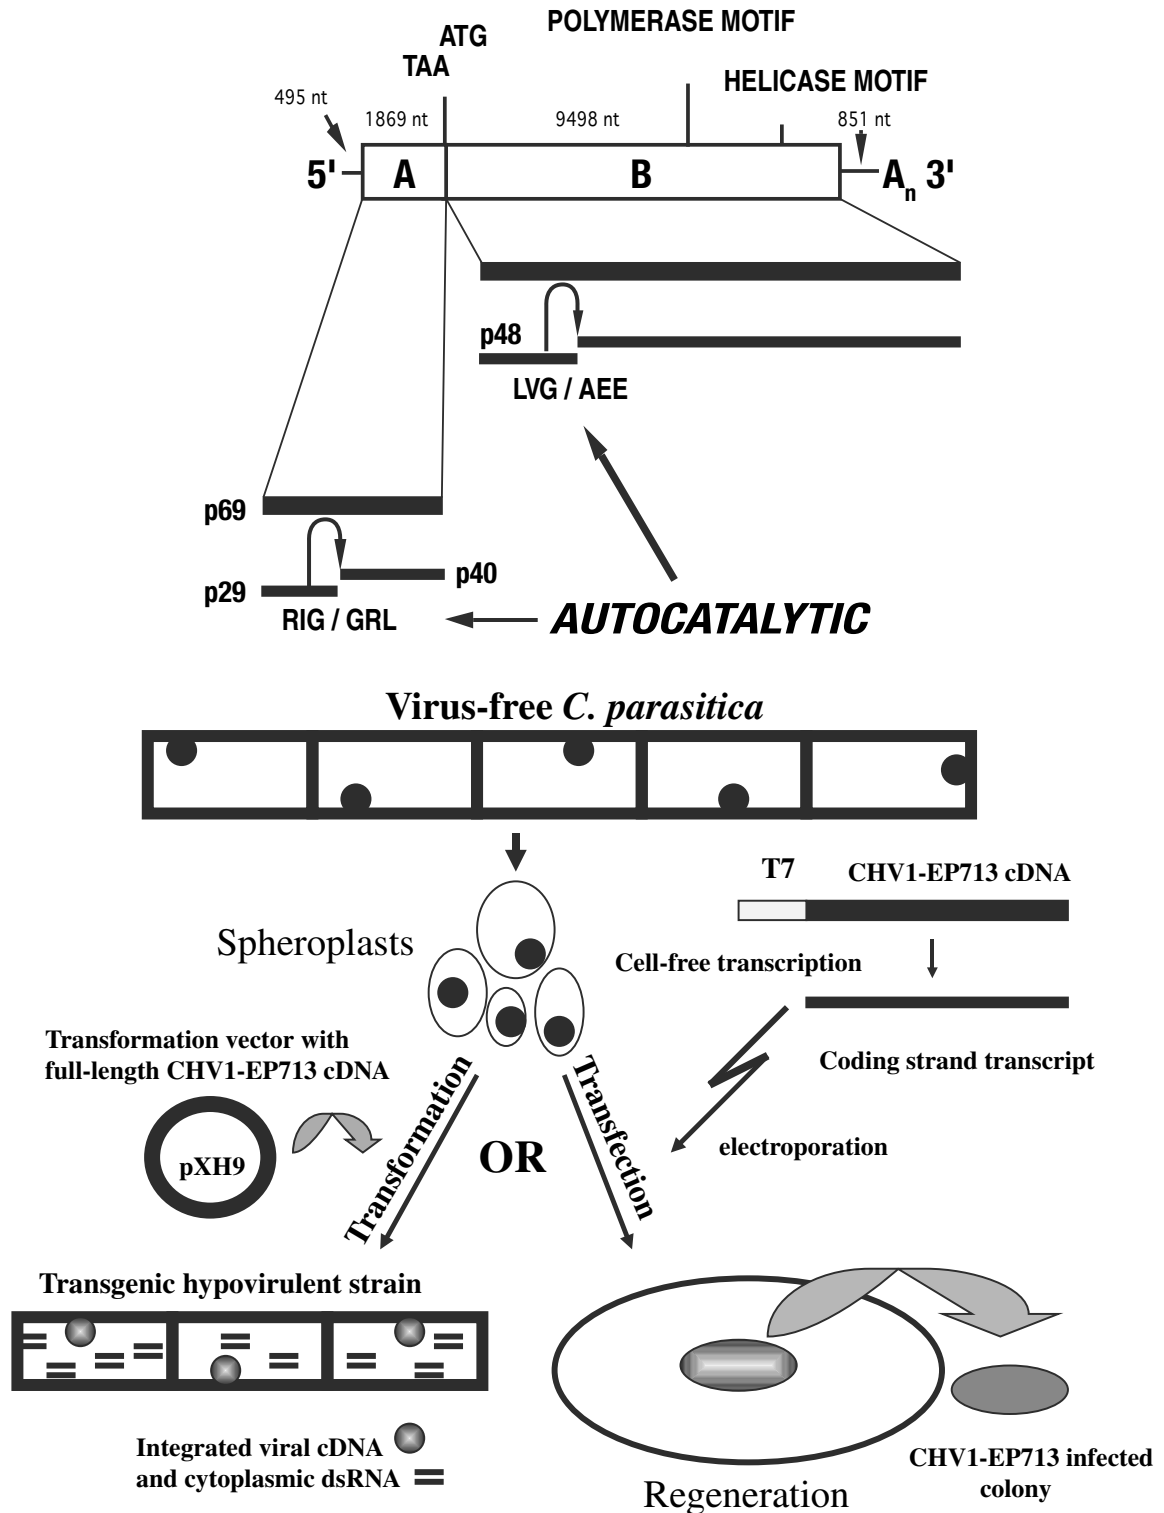 POLYMERASE MOTIF
ATG
TAA
HELICASE MOTIF
495 nt
1869 nt
9498 nt
851 nt
5'
A
B
An 3'
p48
LVG / AEE
p69
p40
p29
RIG / GRL
AUTOCATALYTIC
Virus-free C. parasitica
T7
CHV1-EP713 cDNA
Spheroplasts
Cell-free transcription
Transformation vector with
full-length CHV1-EP713 cDNA
Coding strand transcript
pXH9
Transformation
OR
Transfection
electroporation
Transgenic hypovirulent strain
Integrated viral cDNA
and cytoplasmic dsRNA
CHV1-EP713 infected
colony
Regeneration